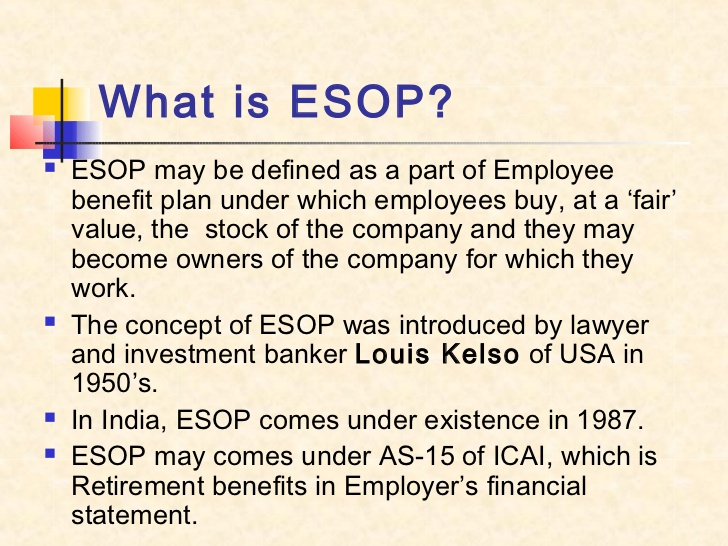 What is ESOP?
ESOP may be defined as a part of Employee
benefit plan under which employees buy, at a ‘fair’
value, the stock of the company and they may
become owners of the company for which they
work.
The concept of ESOP was introduced by lawyer
and investment banker Louis Kelso of USA in
1950’s.
In India, ESOP comes under existence in 1987.
ESOP may comes under AS-15 of ICAI, which is
Retirement benefits in Employer’s financial
statement.